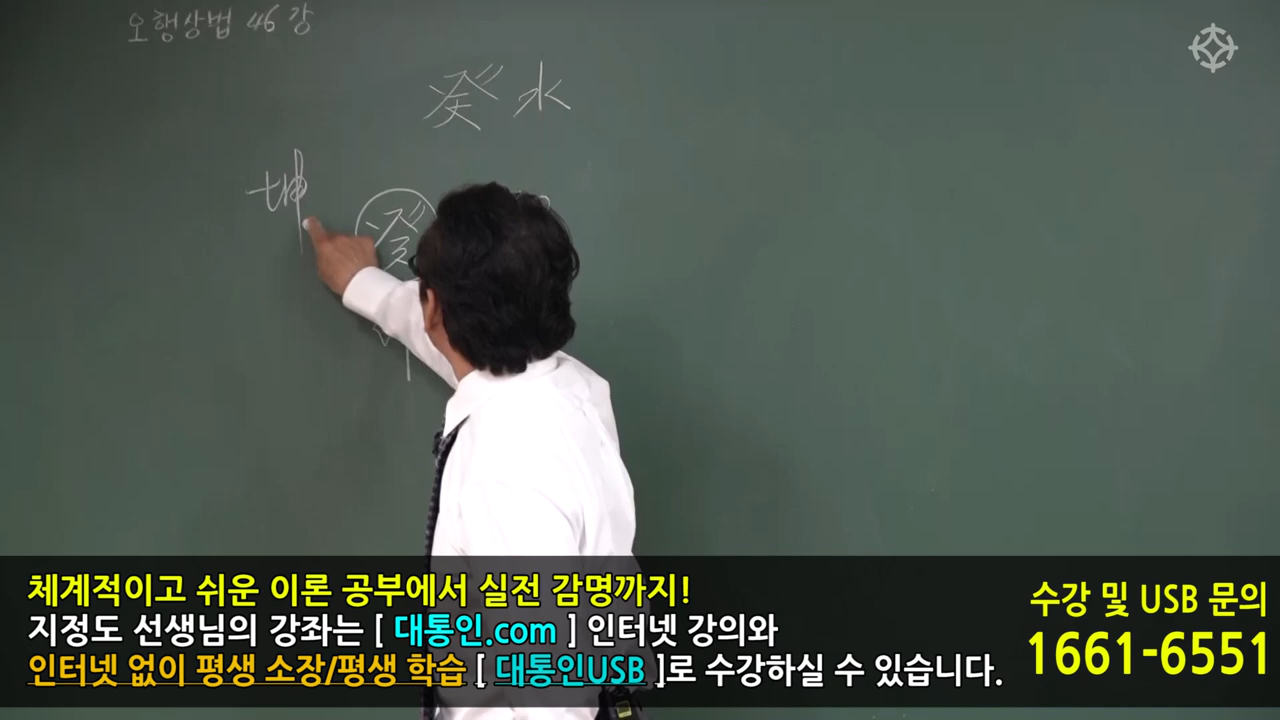 오행상법 46강
癸水
坤
癸
체계적이고 쉬운 이론 공부에서 실전 감명까지!
지정도 선생님의 강좌는 [ 대통인.com ] 인터넷 강의와
인터넷 없이 평생 소장/평생 학습 [ 대통인USB ]로 수강하실 수 있습니다.
수강 및 USB 문의
1661-6551